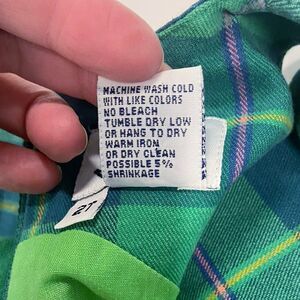 MACHINE WASH COLD
WITH LIKE COLORS
NO BLEACH
TUMBLE DRY LOW
OR HANG TO DRY
WARM IRON
OR DRY CLEAN
POSSIBLE 5%
SHRINKAGE
2T